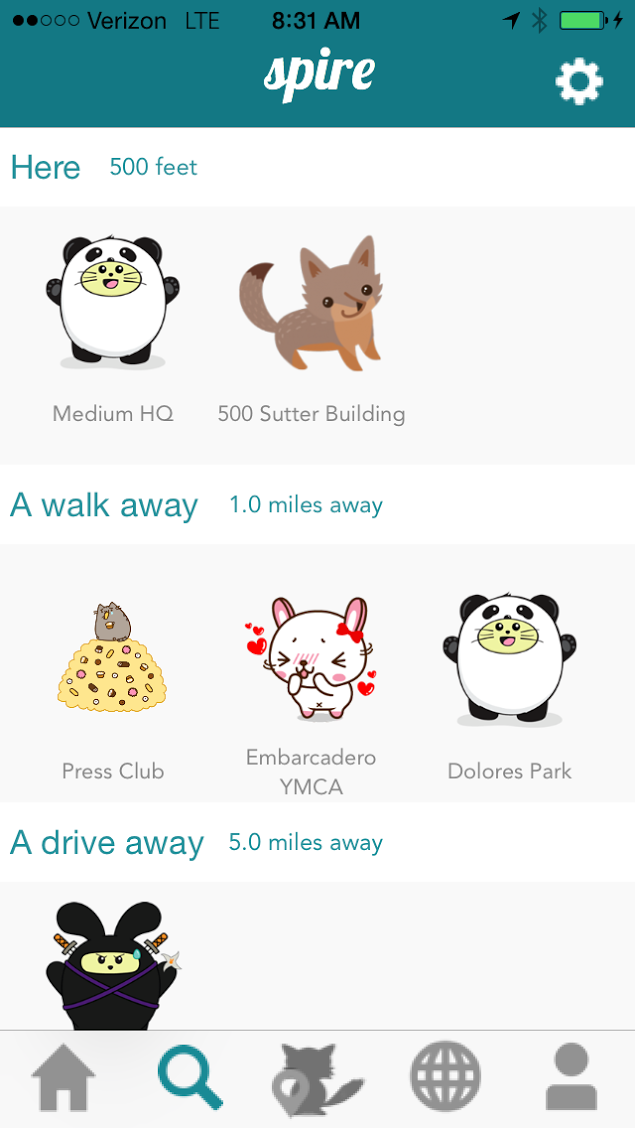 Verizon LTE 8:31 AM
spire
Here 500 feet
Medium HQ 500 Sutter Building
A walk away 1.0 miles away
Press Club Embarcadero YMCA Dolores Park
A drive away 5.0 miles away